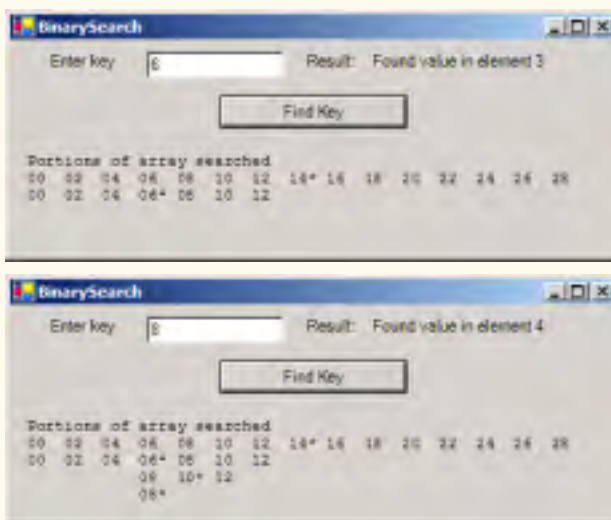 BinarySearch
Enter key 6 Result: Found value in element 3
Find Key
Portions of array searched
00 02 04 06 08 10 12 14* 16 18 20 22 24 26 28
00 02 04 06* 08 10 12
BinarySearch
Enter key 8 Result: Found value in element 4
Find Key
Portions of array searched
00 02 04 06 08 10 12 14* 16 18 20 22 24 26 28
00 02 04 06* 08 10 12
08 10* 12
08*